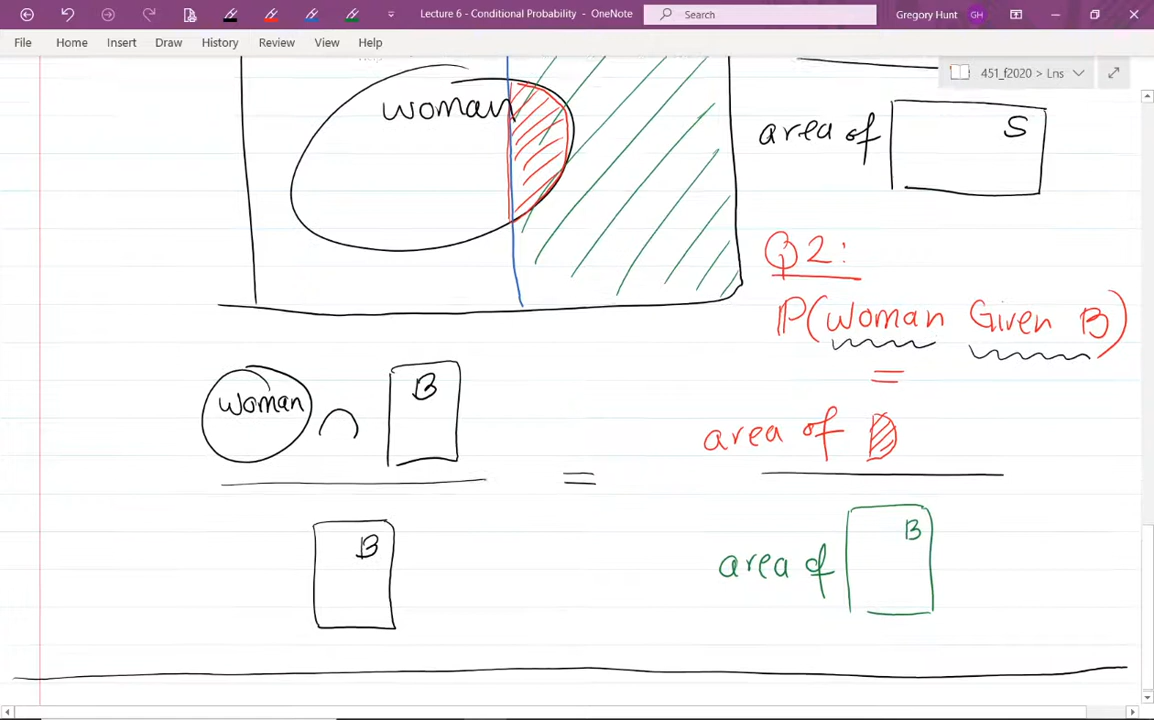 Lecture 6 - Conditional Probability - OneNote
Search
Gregory Hunt
GH
File Home Insert Draw History Review View Help
451_f2020 > Lns
woman
area of S
Q2:
P(Woman Given B)
=
area of
woman ∩ B
=
B
area of B